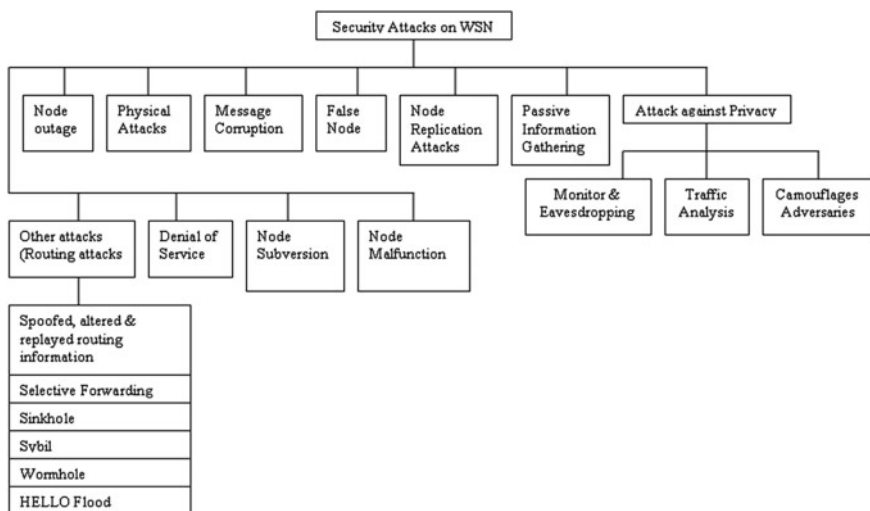 Security Attacks on WSN
Node
outage
Physical
Attacks
Message
Corruption
False
Node
Node
Replication
Attacks
Passive
Information
Gathering
Attack against Privacy
Monitor &
Eavesdropping
Traffic
Analysis
Camouflages
Adversaries
Other attacks
(Routing attacks
Denial of
Service
Node
Subversion
Node
Malfunction
Spoofed, altered &
replayed routing
information
Selective Forwarding
Sinkhole
Sybil
Wormhole
HELLO Flood